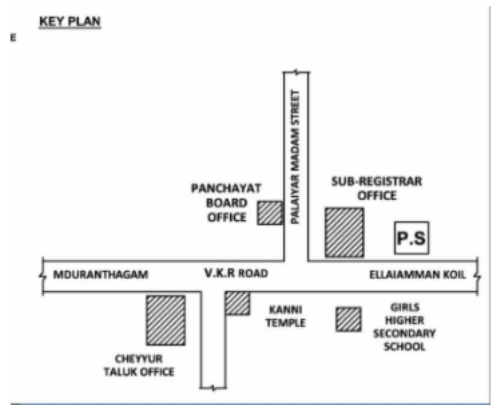 KEY PLAN
E
PALAIYAR MADAM STREET
PANCHAYAT
BOARD
OFFICE
SUB-REGISTRAR
OFFICE
P.S
MDURANTHAGAM
V.K.R ROAD
ELLAIAMMAN KOIL
KANNI
TEMPLE
GIRLS
HIGHER
SECONDARY
SCHOOL
CHEYYUR
TALUK OFFICE